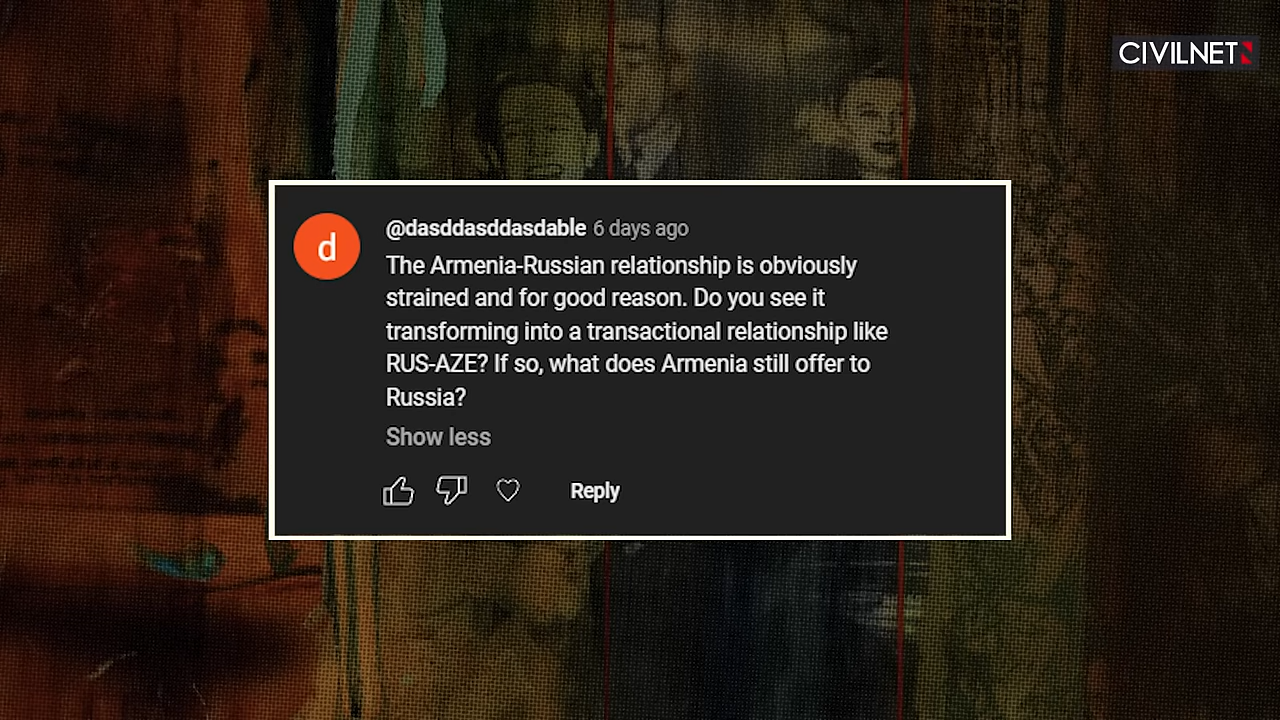 CIVILNET
d
@dasddasddasdable 6 days ago
The Armenia-Russian relationship is obviously
strained and for good reason. Do you see it
transforming into a transactional relationship like
RUS-AZE? If so, what does Armenia still offer to
Russia?
Show less
Reply